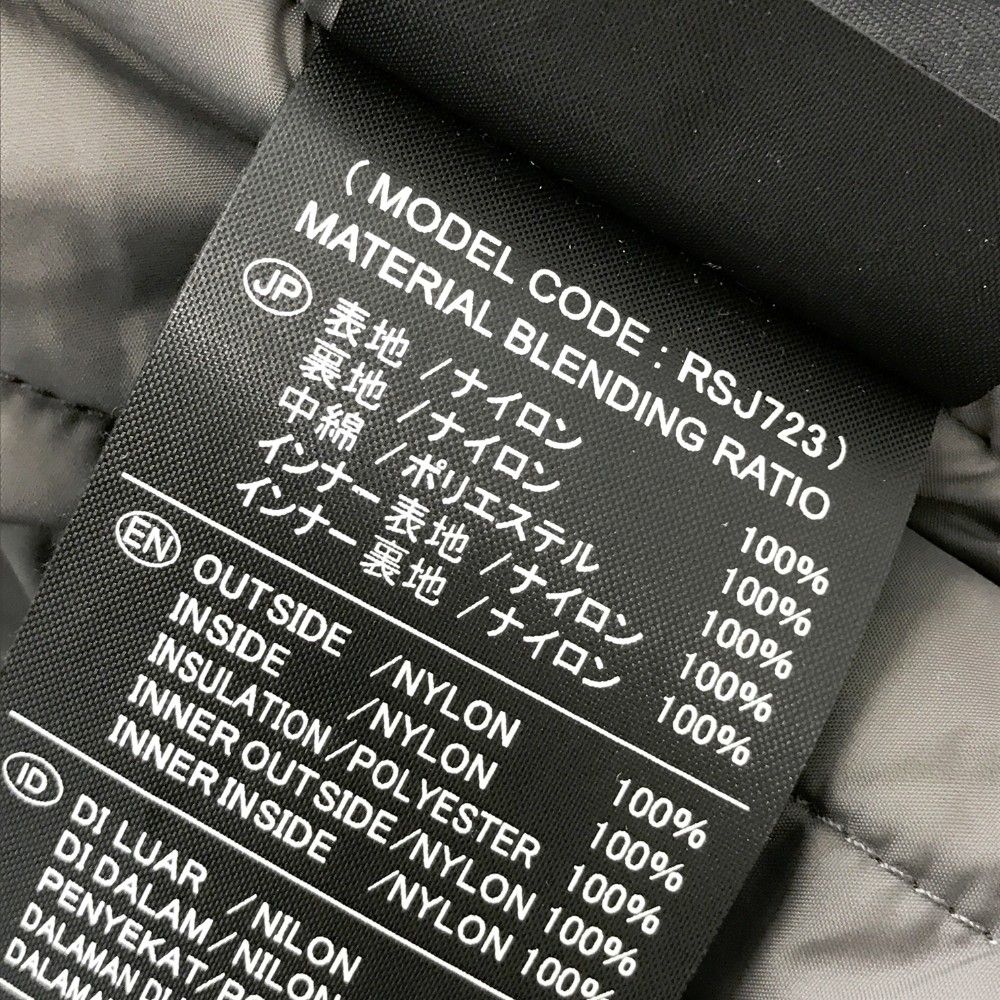 (MODEL CODE : RSJ723)
MATERIAL BLENDING RATIO
JP 表地 /ナイロン 100%
裏地 /ナイロン 100%
中綿 /ポリエステル 100%
インナー表地 /ナイロン 100%
インナー裏地 /ナイロン 100%
EN OUTSIDE /NYLON 100%
INSIDE /NYLON 100%
INSULATION/POLYESTER 100%
INNER OUTSIDE/NYLON 100%
INNER INSIDE /NYLON 100%
ID DI LUAR /NILON
DI DALAM/NILON
PENYEKAT/
DALAMAN